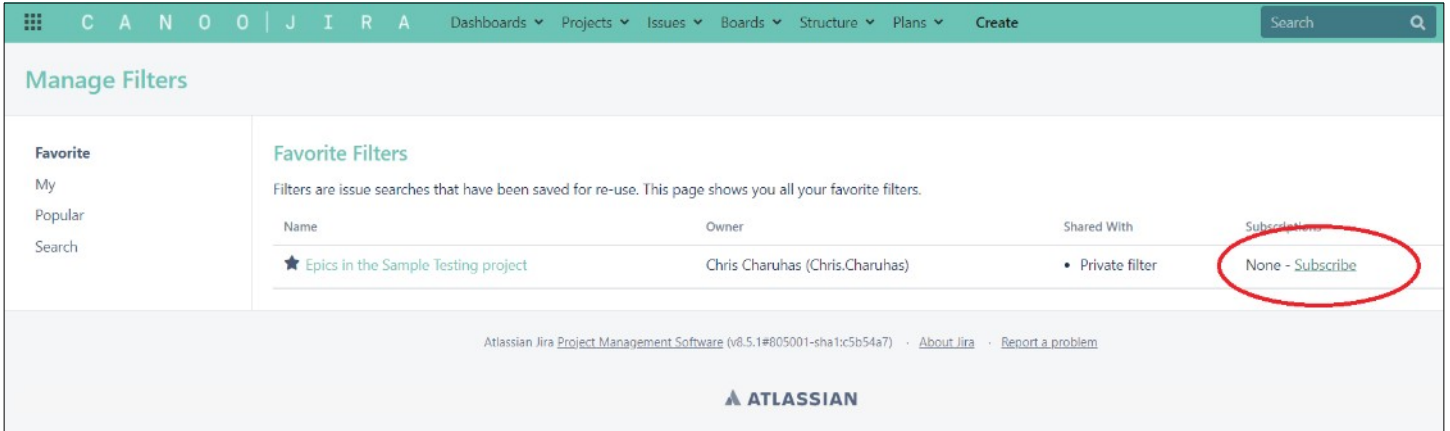 CANOO|JIRA Dashboards Projects Issues Boards Structure Plans Create Search
Manage Filters
Favorite
My
Popular
Search
Favorite Filters
Filters are issue searches that have been saved for re-use. This page shows you all your favorite filters.
Name Owner Shared With Subscriptions
Epics in the Sample Testing project Chris Charuhas (Chris.Charuhas) • Private filter None - Subscribe
Atlassian Jira Project Management Software (v8.5.1#805001-sha1:c5b54a7) · About Jira · Report a problem
ATLASSIAN